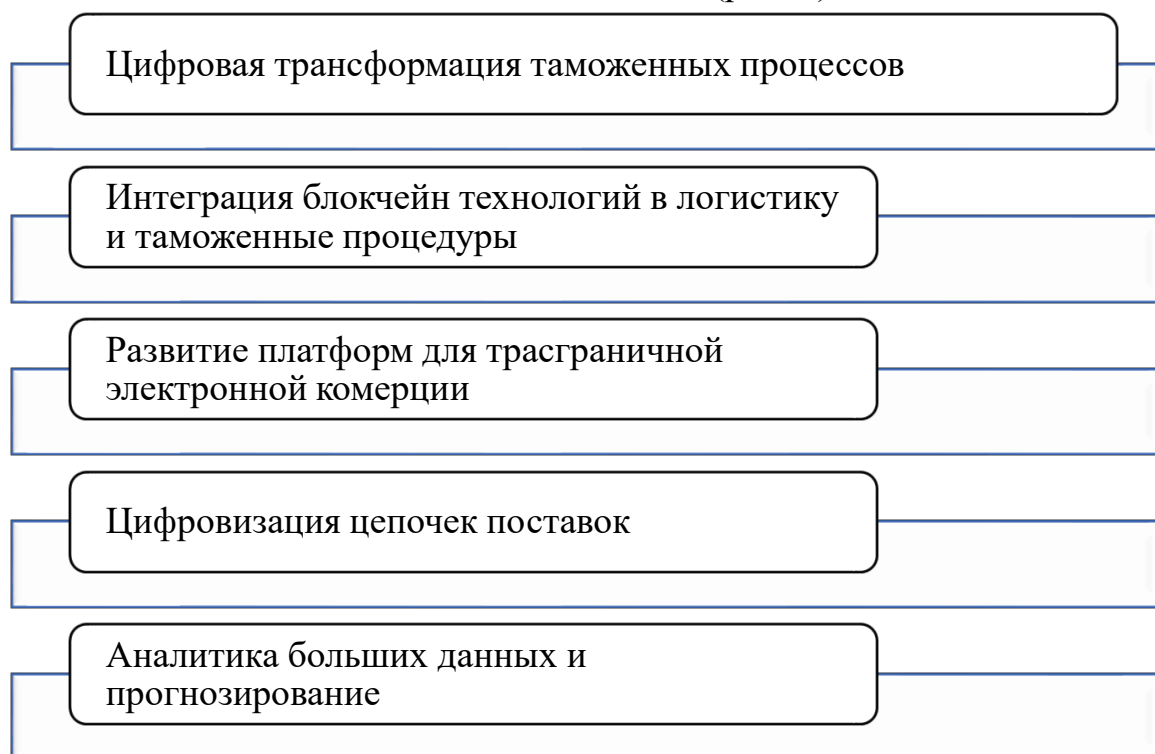 Цифровая трансформация таможенных процессов
Интеграция блокчейн технологий в логистику
и таможенные процедуры
Развитие платформ для трасграничной
электронной комерции
Цифровизация цепочек поставок
Аналитика больших данных и
прогнозирование